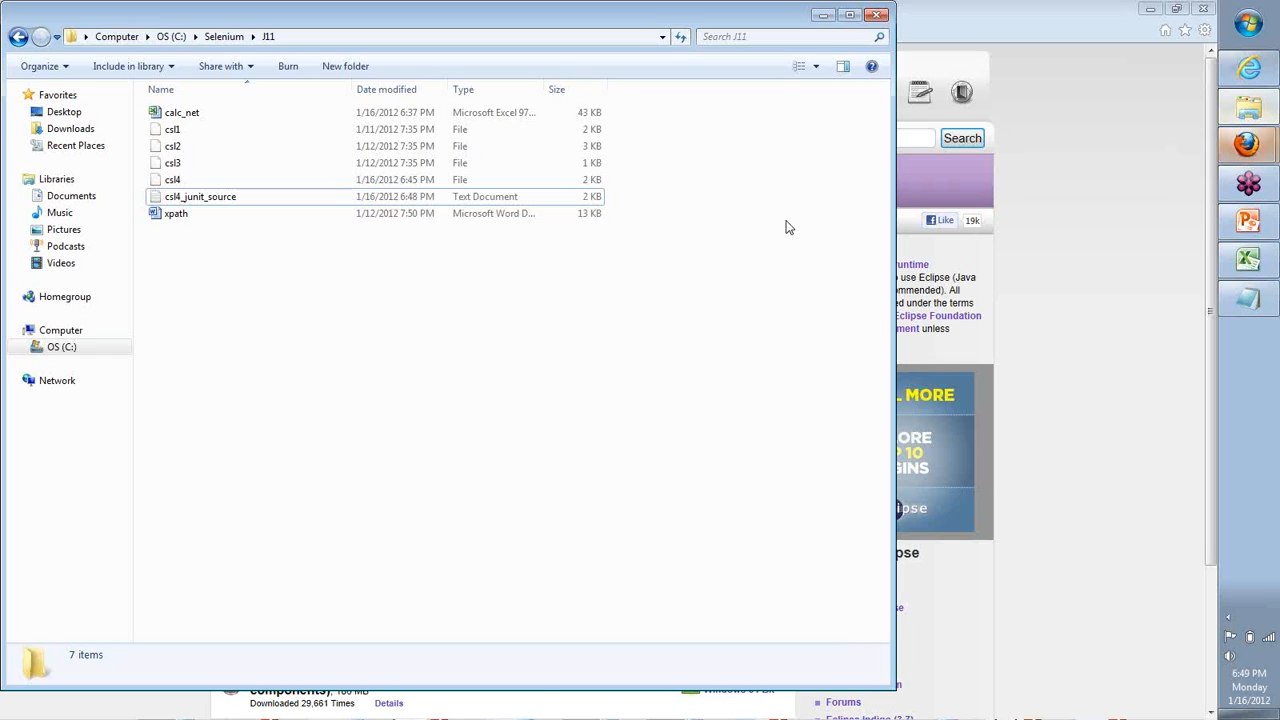 Computer OS (C:) Selenium J11
Search J11
Organize Include in library Share with Burn New folder
Name Date modified Type Size
Favorites
Desktop
Downloads
Recent Places
Libraries
Documents
Music
Pictures
Podcasts
Videos
Homegroup
Computer
OS (C:)
Network
calc_net 1/16/2012 6:37 PM Microsoft Excel 97... 43 KB
csl1 1/11/2012 7:35 PM File 2 KB
csl2 1/12/2012 7:35 PM File 3 KB
csl3 1/12/2012 7:35 PM File 1 KB
csl4 1/16/2012 6:45 PM File 2 KB
csl4_junit_source 1/16/2012 6:48 PM Text Document 2 KB
xpath 1/12/2012 7:50 PM Microsoft Word D... 13 KB
7 items
Search
Like 19k
runtime
to use Eclipse (Java
mmended). All
ed under the terms
Eclipse Foundation
ment unless
L MORE
ORE
P 10
GINS
pse
pse
se
Downloaded 29,661 Times Details
Forums
6:49 PM
Monday
1/16/2012